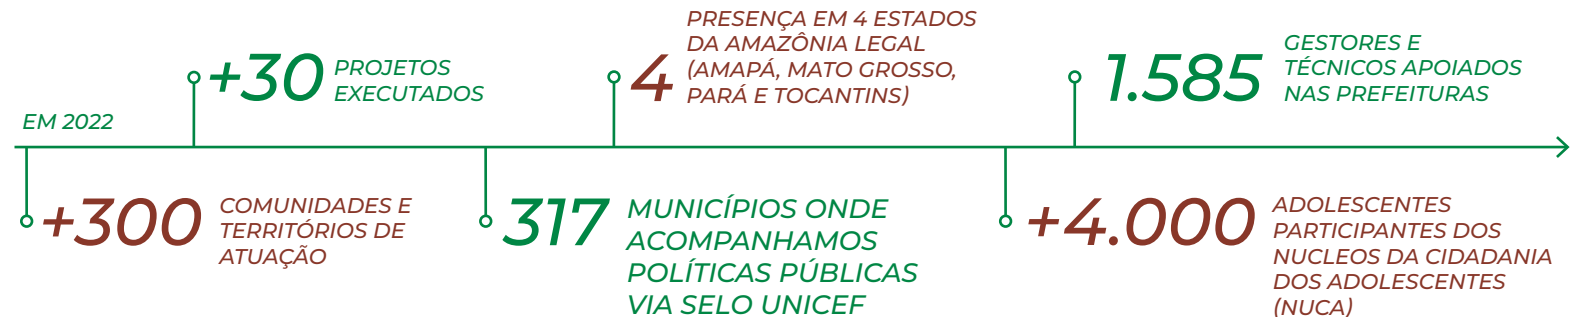 EM 2022
+300
COMUNIDADES E
TERRITÓRIOS DE
ATUAÇÃO
+30
PROJETOS
EXECUTADOS
317
MUNICÍPIOS ONDE
ACOMPANHAMOS
POLÍTICAS PÚBLICAS
VIA SELO UNICEF
4
PRESENÇA EM 4 ESTADOS
DA AMAZÔNIA LEGAL
(AMAPÁ, MATO GROSSO,
PARÁ E TOCANTINS)
+4.000
ADOLESCENTES
PARTICIPANTES DOS
NUCLEOS DA CIDADANIA
DOS ADOLESCENTES
(NUCA)
1.585
GESTORES E
TÉCNICOS APOIADOS
NAS PREFEITURAS